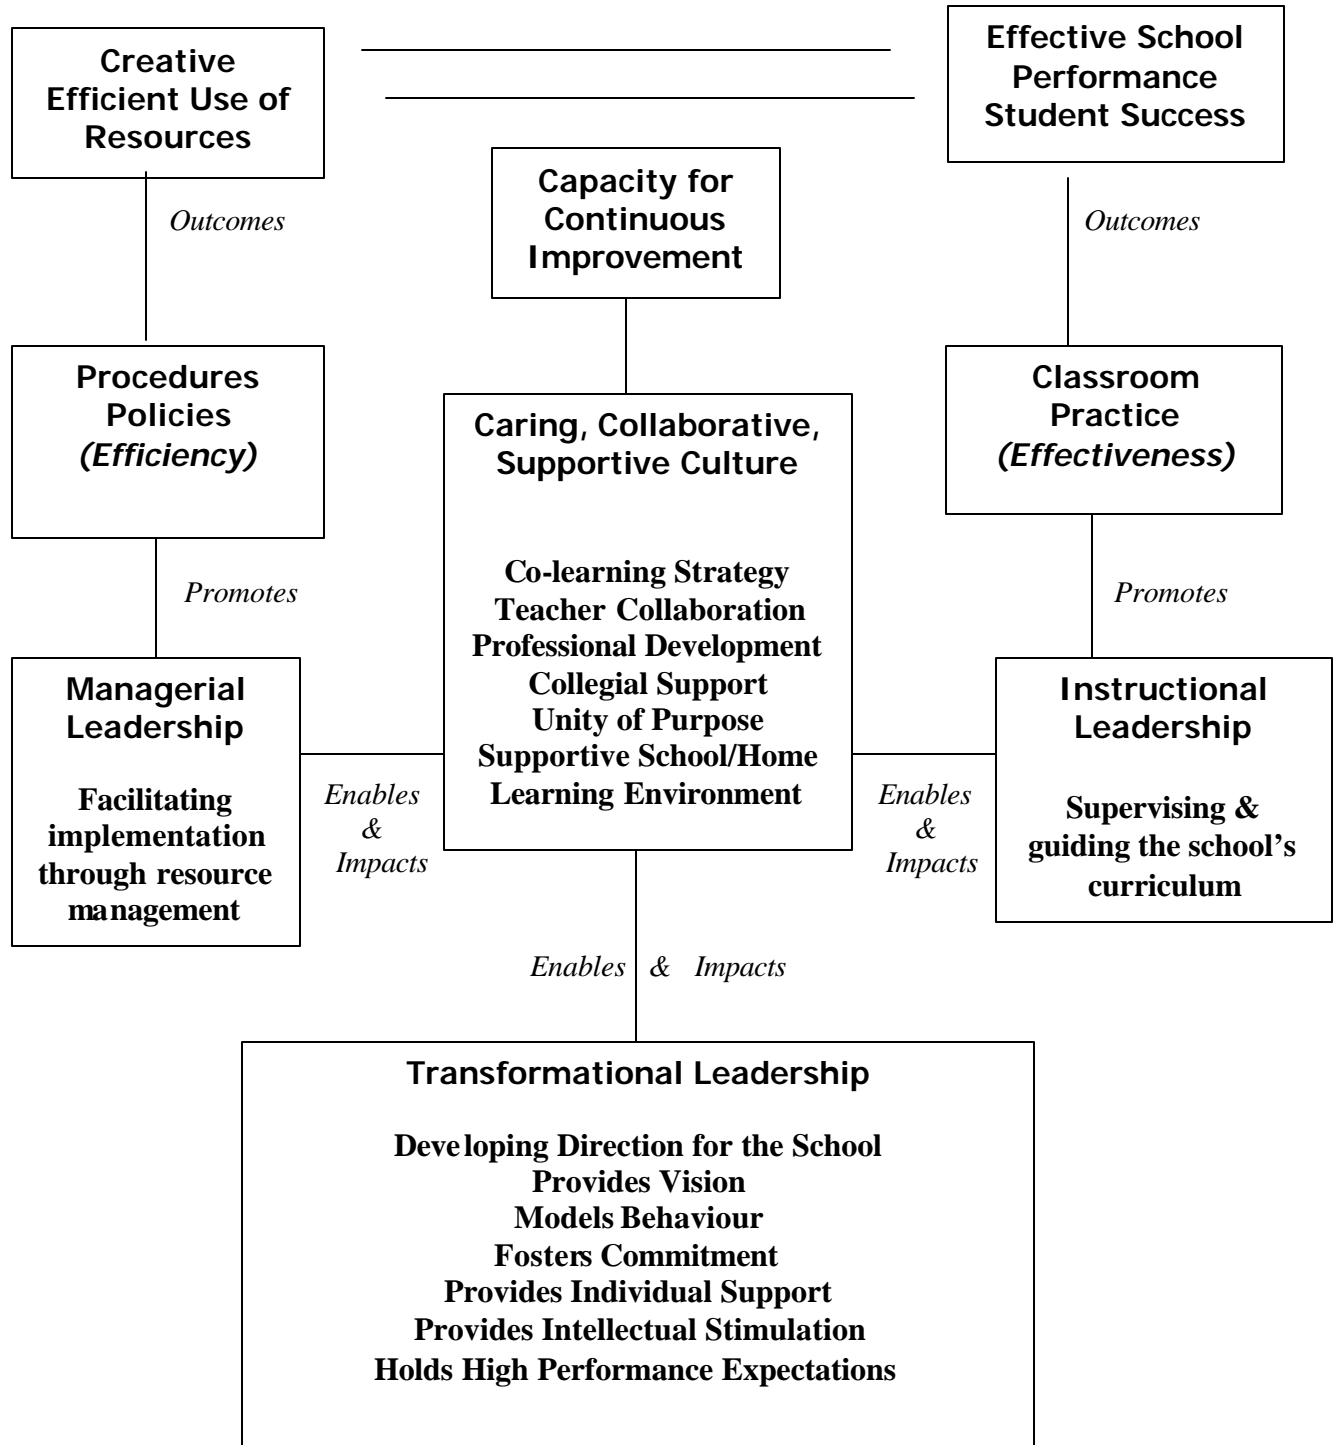 Creative
Efficient Use of
Resources
Effective School
Performance
Student Success
Capacity for
Continuous
Improvement
Outcomes
Outcomes
Procedures
Policies
(Efficiency)
Caring, Collaborative,
Supportive Culture
Co-learning Strategy
Teacher Collaboration
Professional Development
Collegial Support
Unity of Purpose
Supportive School/Home
Learning Environment
Classroom
Practice
(Effectiveness)
Promotes
Promotes
Managerial
Leadership
Facilitating
implementation
through resource
management
Enables
&
Impacts
Enables
&
Impacts
Instructional
Leadership
Supervising &
guiding the school’s
curriculum
Enables & Impacts
Transformational Leadership
Developing Direction for the School
Provides Vision
Models Behaviour
Fosters Commitment
Provides Individual Support
Provides Intellectual Stimulation
Holds High Performance Expectations